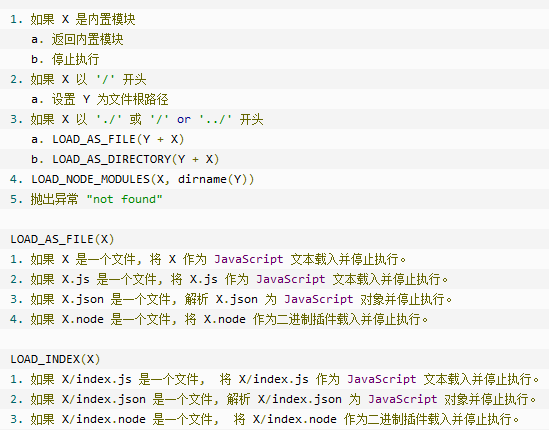 1. 如果 X 是内置模块
a. 返回内置模块
b. 停止执行
2. 如果 X 以 '/' 开头
a. 设置 Y 为文件根路径
3. 如果 X 以 './' 或 '/' or '../' 开头
a. LOAD_AS_FILE(Y + X)
b. LOAD_AS_DIRECTORY(Y + X)
4. LOAD_NODE_MODULES(X, dirname(Y))
5. 抛出异常 "not found"
LOAD_AS_FILE(X)
1. 如果 X 是一个文件, 将 X 作为 JavaScript 文本载入并停止执行。
2. 如果 X.js 是一个文件, 将 X.js 作为 JavaScript 文本载入并停止执行。
3. 如果 X.json 是一个文件, 解析 X.json 为 JavaScript 对象并停止执行。
4. 如果 X.node 是一个文件, 将 X.node 作为二进制插件载入并停止执行。
LOAD_INDEX(X)
1. 如果 X/index.js 是一个文件,  将 X/index.js 作为 JavaScript 文本载入并停止执行。
2. 如果 X/index.json 是一个文件, 解析 X/index.json 为 JavaScript 对象并停止执行。
3. 如果 X/index.node 是一个文件,  将 X/index.node 作为二进制插件载入并停止执行。